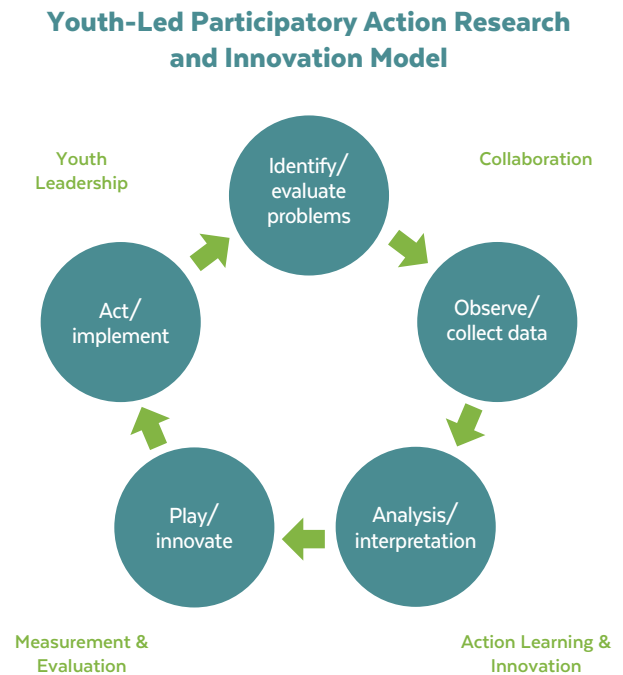 Youth-Led Participatory Action Research
and Innovation Model
Youth
Leadership
Collaboration
Identify/
evaluate
problems
Observe/
collect data
Analysis/
interpretation
Play/
innovate
Act/
implement
Measurement &
Evaluation
Action Learning &
Innovation